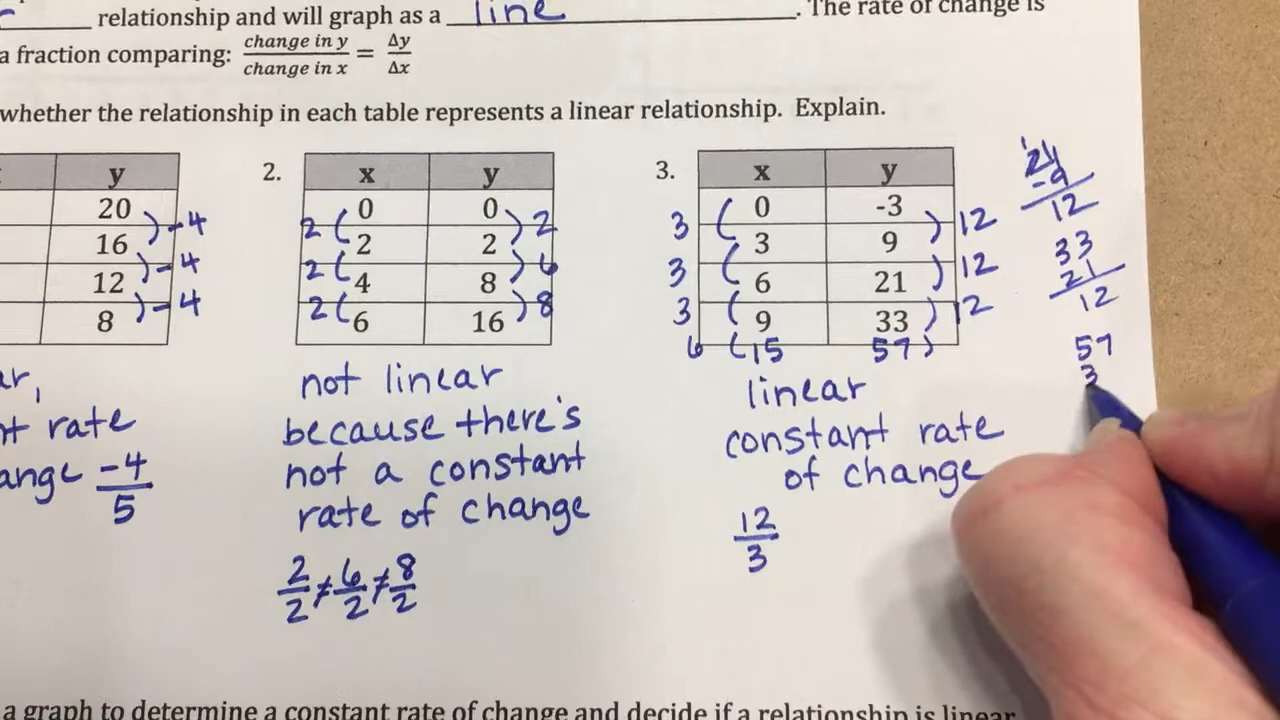 relationship and will graph as a line. The rate of change is
a fraction comparing: change in y / change in x = Δy / Δx
whether the relationship in each table represents a linear relationship. Explain.
y
20
16
12
8
-4
-4
-4
ar,
nt rate
ange -4/5
2.
x y
2 ( 0 0 ) 2
2 ( 2 2 ) 6
2 ( 4 8 ) 8
6 16
not linear
because there's
not a constant
rate of change
2/2 ≠ 6/2 ≠ 8/2
3.
x y
3 ( 0 -3 ) 12
3 ( 3 9 ) 12
3 ( 6 21 ) 12
9 33
6 ( 15 57 )
linear
constant rate
of change
12/3
21
-9
12
33
21
12
57
3
a graph to determine a constant rate of change and decide if a relationship is linear